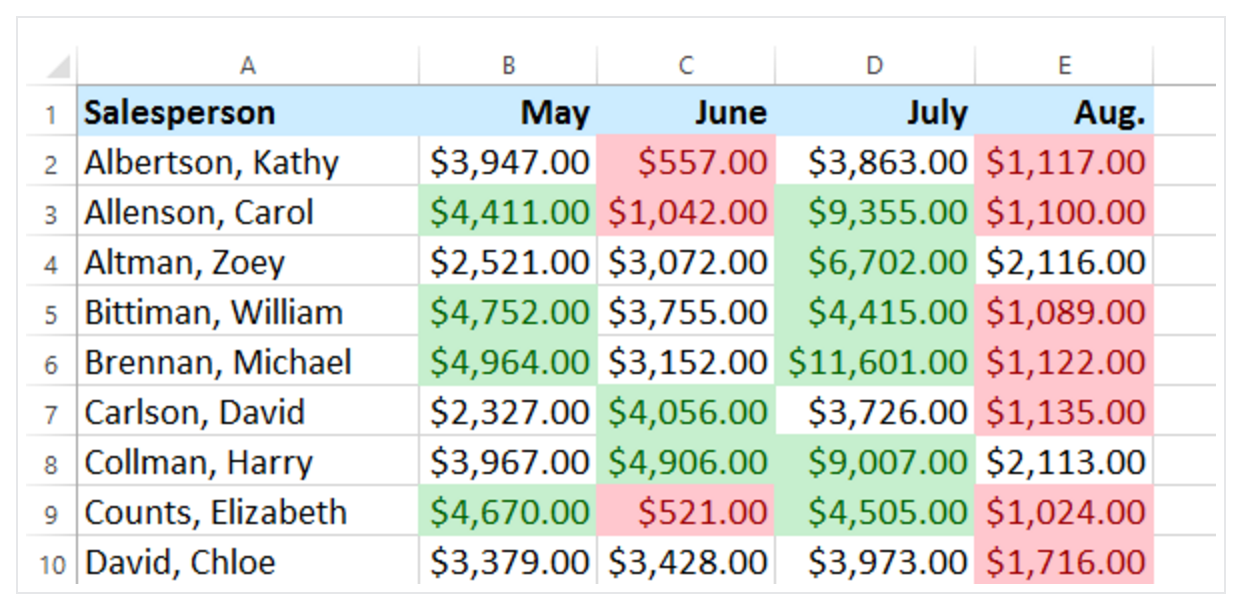 A B C D E
1 Salesperson May June July Aug.
2 Albertson, Kathy $3,947.00 $557.00 $3,863.00 $1,117.00
3 Allenson, Carol $4,411.00 $1,042.00 $9,355.00 $1,100.00
4 Altman, Zoey $2,521.00 $3,072.00 $6,702.00 $2,116.00
5 Bittiman, William $4,752.00 $3,755.00 $4,415.00 $1,089.00
6 Brennan, Michael $4,964.00 $3,152.00 $11,601.00 $1,122.00
7 Carlson, David $2,327.00 $4,056.00 $3,726.00 $1,135.00
8 Collman, Harry $3,967.00 $4,906.00 $9,007.00 $2,113.00
9 Counts, Elizabeth $4,670.00 $521.00 $4,505.00 $1,024.00
10 David, Chloe $3,379.00 $3,428.00 $3,973.00 $1,716.00